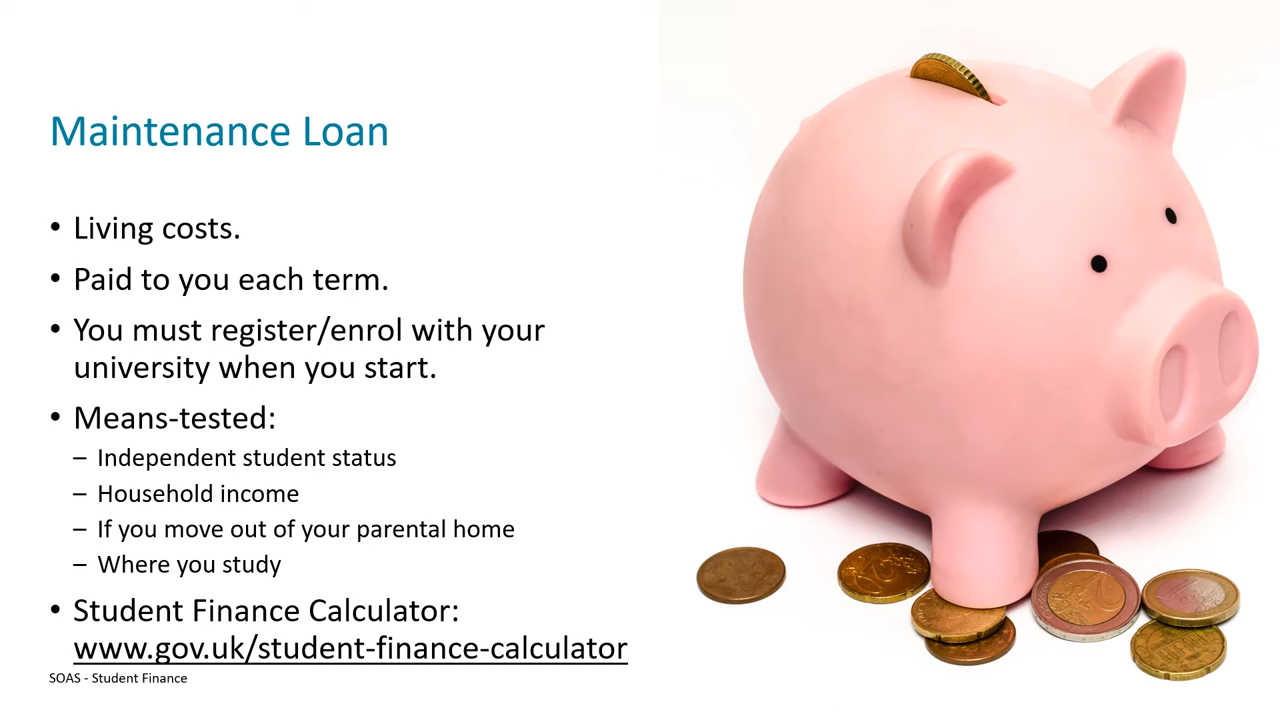 Maintenance Loan
• Living costs.
• Paid to you each term.
• You must register/enrol with your
university when you start.
• Means-tested:
– Independent student status
– Household income
– If you move out of your parental home
– Where you study
• Student Finance Calculator:
www.gov.uk/student-finance-calculator
SOAS - Student Finance